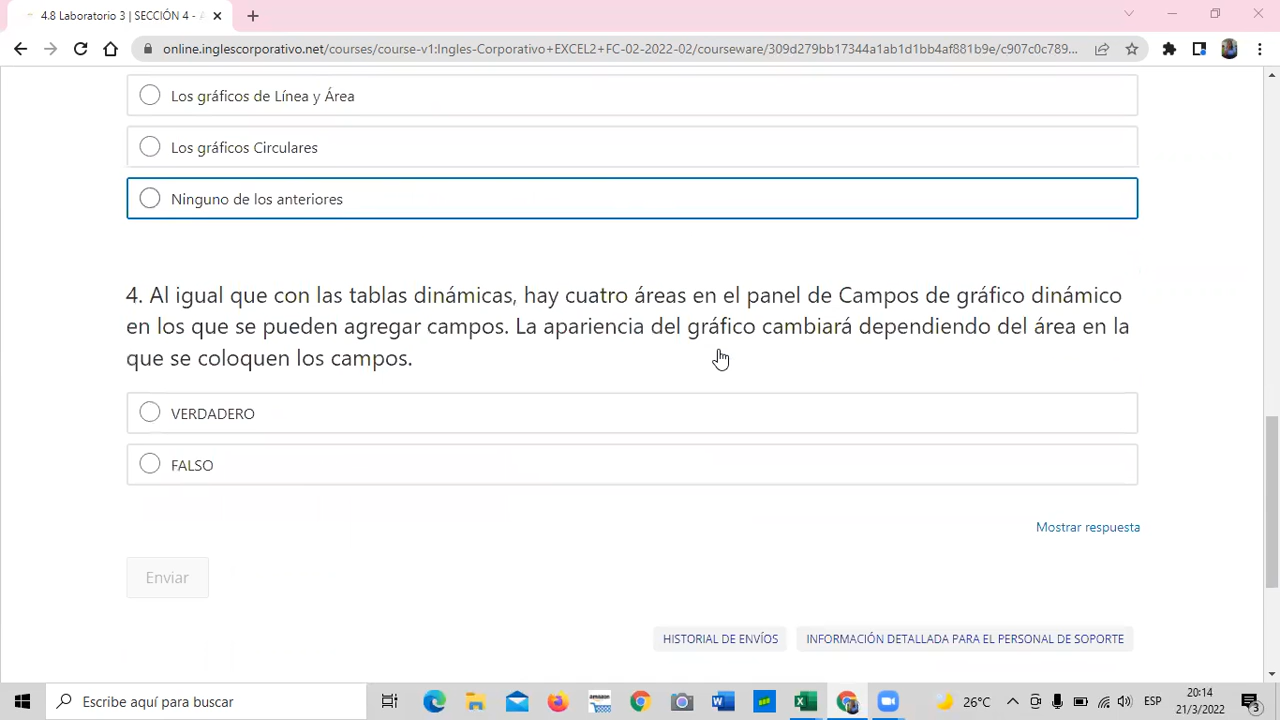 4.8 Laboratorio 3 | SECCIÓN 4 -
online.inglescorporativo.net/courses/course-v1:Ingles-Corporativo+EXCEL2+FC-02-2022-02/courseware/309d279bb17344a1ab1d1bb4af881b9e/c907c0c789...
Los gráficos de Línea y Área
Los gráficos Circulares
Ninguno de los anteriores
4. Al igual que con las tablas dinámicas, hay cuatro áreas en el panel de Campos de gráfico dinámico
en los que se pueden agregar campos. La apariencia del gráfico cambiará dependiendo del área en la
que se coloquen los campos.
VERDADERO
FALSO
Mostrar respuesta
Enviar
HISTORIAL DE ENVÍOS
INFORMACIÓN DETALLADA PARA EL PERSONAL DE SOPORTE
Escribe aquí para buscar
26°C
ESP
20:14
21/3/2022
3